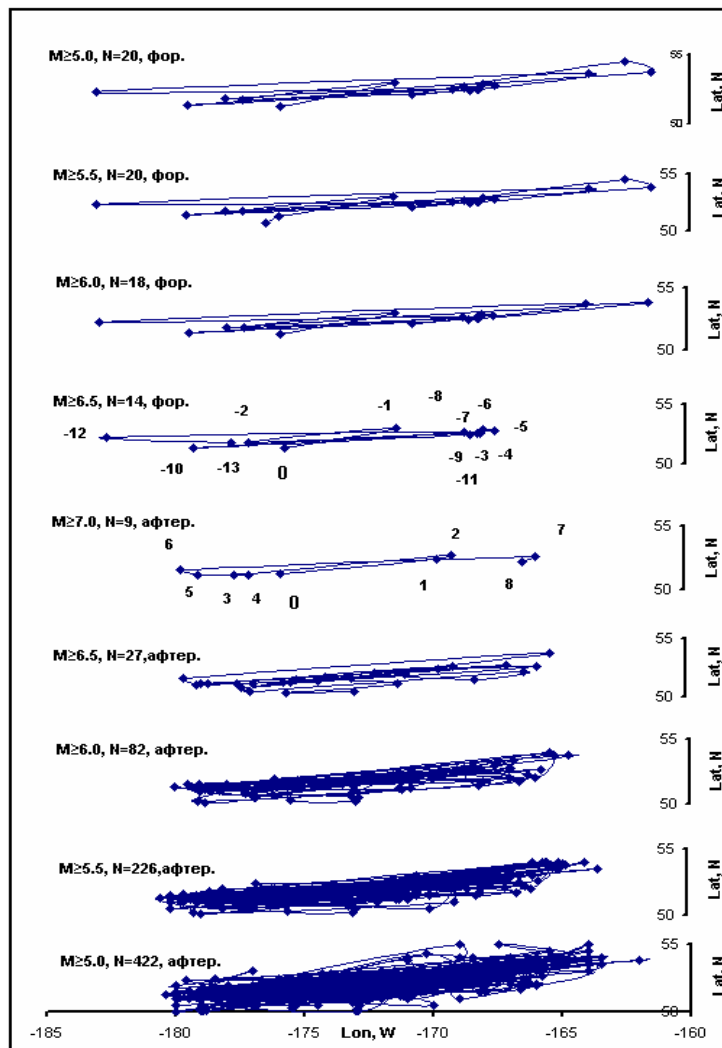 M≥5.0, N=20, фор.
55
50
Lat, N
M≥5.5, N=20, фор.
55
50
Lat, N
M≥6.0, N=18, фор.
55
50
Lat, N
M≥6.5, N=14, фор.
-12
-2
-1
-8
-7
-6
-5
-10
-13
0
-9
-3
-4
-11
55
50
Lat, N
M≥7.0, N=9, афтер.
6
2
7
5
3
4
0
1
8
55
50
Lat, N
M≥6.5, N=27,афтер.
55
50
Lat, N
M≥6.0, N=82, афтер.
55
50
Lat, N
M≥5.5, N=226,афтер.
55
50
Lat, N
M≥5.0, N=422, афтер.
55
50
Lat, N
-185
-180
-175
Lon, W
-170
-165
-160